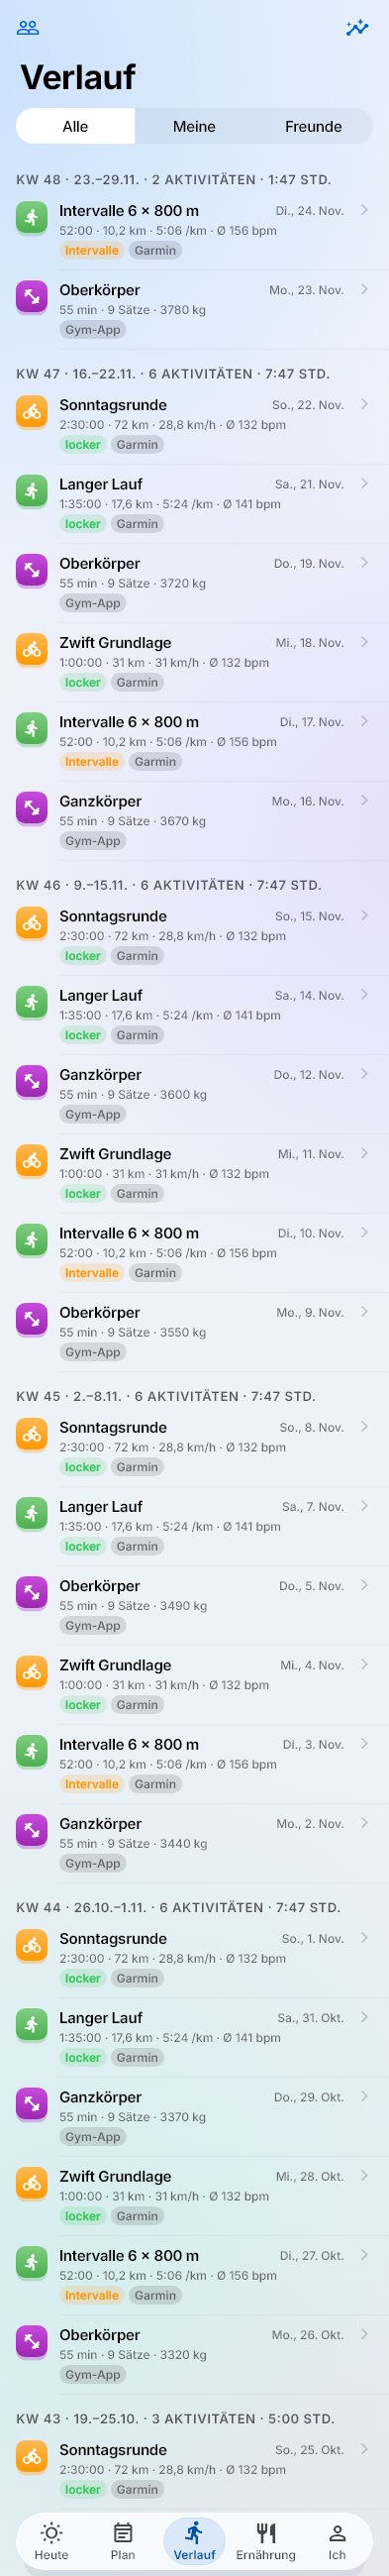 Verlauf
Alle Meine Freunde
KW 48 · 23.–29.11. · 2 AKTIVITÄTEN · 1:47 STD.
Intervalle 6 × 800 m Di., 24. Nov.
52:00 · 10,2 km · 5:06 /km · Ø 156 bpm
Intervalle Garmin
Oberkörper Mo., 23. Nov.
55 min · 9 Sätze · 3780 kg
Gym-App
KW 47 · 16.–22.11. · 6 AKTIVITÄTEN · 7:47 STD.
Sonntagsrunde So., 22. Nov.
2:30:00 · 72 km · 28,8 km/h · Ø 132 bpm
locker Garmin
Langer Lauf Sa., 21. Nov.
1:35:00 · 17,6 km · 5:24 /km · Ø 141 bpm
locker Garmin
Oberkörper Do., 19. Nov.
55 min · 9 Sätze · 3720 kg
Gym-App
Zwift Grundlage Mi., 18. Nov.
1:00:00 · 31 km · 31 km/h · Ø 132 bpm
locker Garmin
Intervalle 6 × 800 m Di., 17. Nov.
52:00 · 10,2 km · 5:06 /km · Ø 156 bpm
Intervalle Garmin
Ganzkörper Mo., 16. Nov.
55 min · 9 Sätze · 3670 kg
Gym-App
KW 46 · 9.–15.11. · 6 AKTIVITÄTEN · 7:47 STD.
Sonntagsrunde So., 15. Nov.
2:30:00 · 72 km · 28,8 km/h · Ø 132 bpm
locker Garmin
Langer Lauf Sa., 14. Nov.
1:35:00 · 17,6 km · 5:24 /km · Ø 141 bpm
locker Garmin
Ganzkörper Do., 12. Nov.
55 min · 9 Sätze · 3600 kg
Gym-App
Zwift Grundlage Mi., 11. Nov.
1:00:00 · 31 km · 31 km/h · Ø 132 bpm
locker Garmin
Intervalle 6 × 800 m Di., 10. Nov.
52:00 · 10,2 km · 5:06 /km · Ø 156 bpm
Intervalle Garmin
Oberkörper Mo., 9. Nov.
55 min · 9 Sätze · 3550 kg
Gym-App
KW 45 · 2.–8.11. · 6 AKTIVITÄTEN · 7:47 STD.
Sonntagsrunde So., 8. Nov.
2:30:00 · 72 km · 28,8 km/h · Ø 132 bpm
locker Garmin
Langer Lauf Sa., 7. Nov.
1:35:00 · 17,6 km · 5:24 /km · Ø 141 bpm
locker Garmin
Oberkörper Do., 5. Nov.
55 min · 9 Sätze · 3490 kg
Gym-App
Zwift Grundlage Mi., 4. Nov.
1:00:00 · 31 km · 31 km/h · Ø 132 bpm
locker Garmin
Intervalle 6 × 800 m Di., 3. Nov.
52:00 · 10,2 km · 5:06 /km · Ø 156 bpm
Intervalle Garmin
Ganzkörper Mo., 2. Nov.
55 min · 9 Sätze · 3440 kg
Gym-App
KW 44 · 26.10.–1.11. · 6 AKTIVITÄTEN · 7:47 STD.
Sonntagsrunde So., 1. Nov.
2:30:00 · 72 km · 28,8 km/h · Ø 132 bpm
locker Garmin
Langer Lauf Sa., 31. Okt.
1:35:00 · 17,6 km · 5:24 /km · Ø 141 bpm
locker Garmin
Ganzkörper Do., 29. Okt.
55 min · 9 Sätze · 3370 kg
Gym-App
Zwift Grundlage Mi., 28. Okt.
1:00:00 · 31 km · 31 km/h · Ø 132 bpm
locker Garmin
Intervalle 6 × 800 m Di., 27. Okt.
52:00 · 10,2 km · 5:06 /km · Ø 156 bpm
Intervalle Garmin
Oberkörper Mo., 26. Okt.
55 min · 9 Sätze · 3320 kg
Gym-App
KW 43 · 19.–25.10. · 3 AKTIVITÄTEN · 5:00 STD.
Sonntagsrunde So., 25. Okt.
2:30:00 · 72 km · 28,8 km/h · Ø 132 bpm
locker Garmin
Heute Plan Verlauf Ernährung Ich